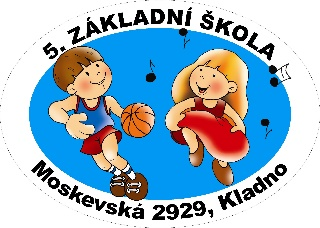 5. ZÁKLADNÍ ŠKOLA
Moskevská 2929, Kladno